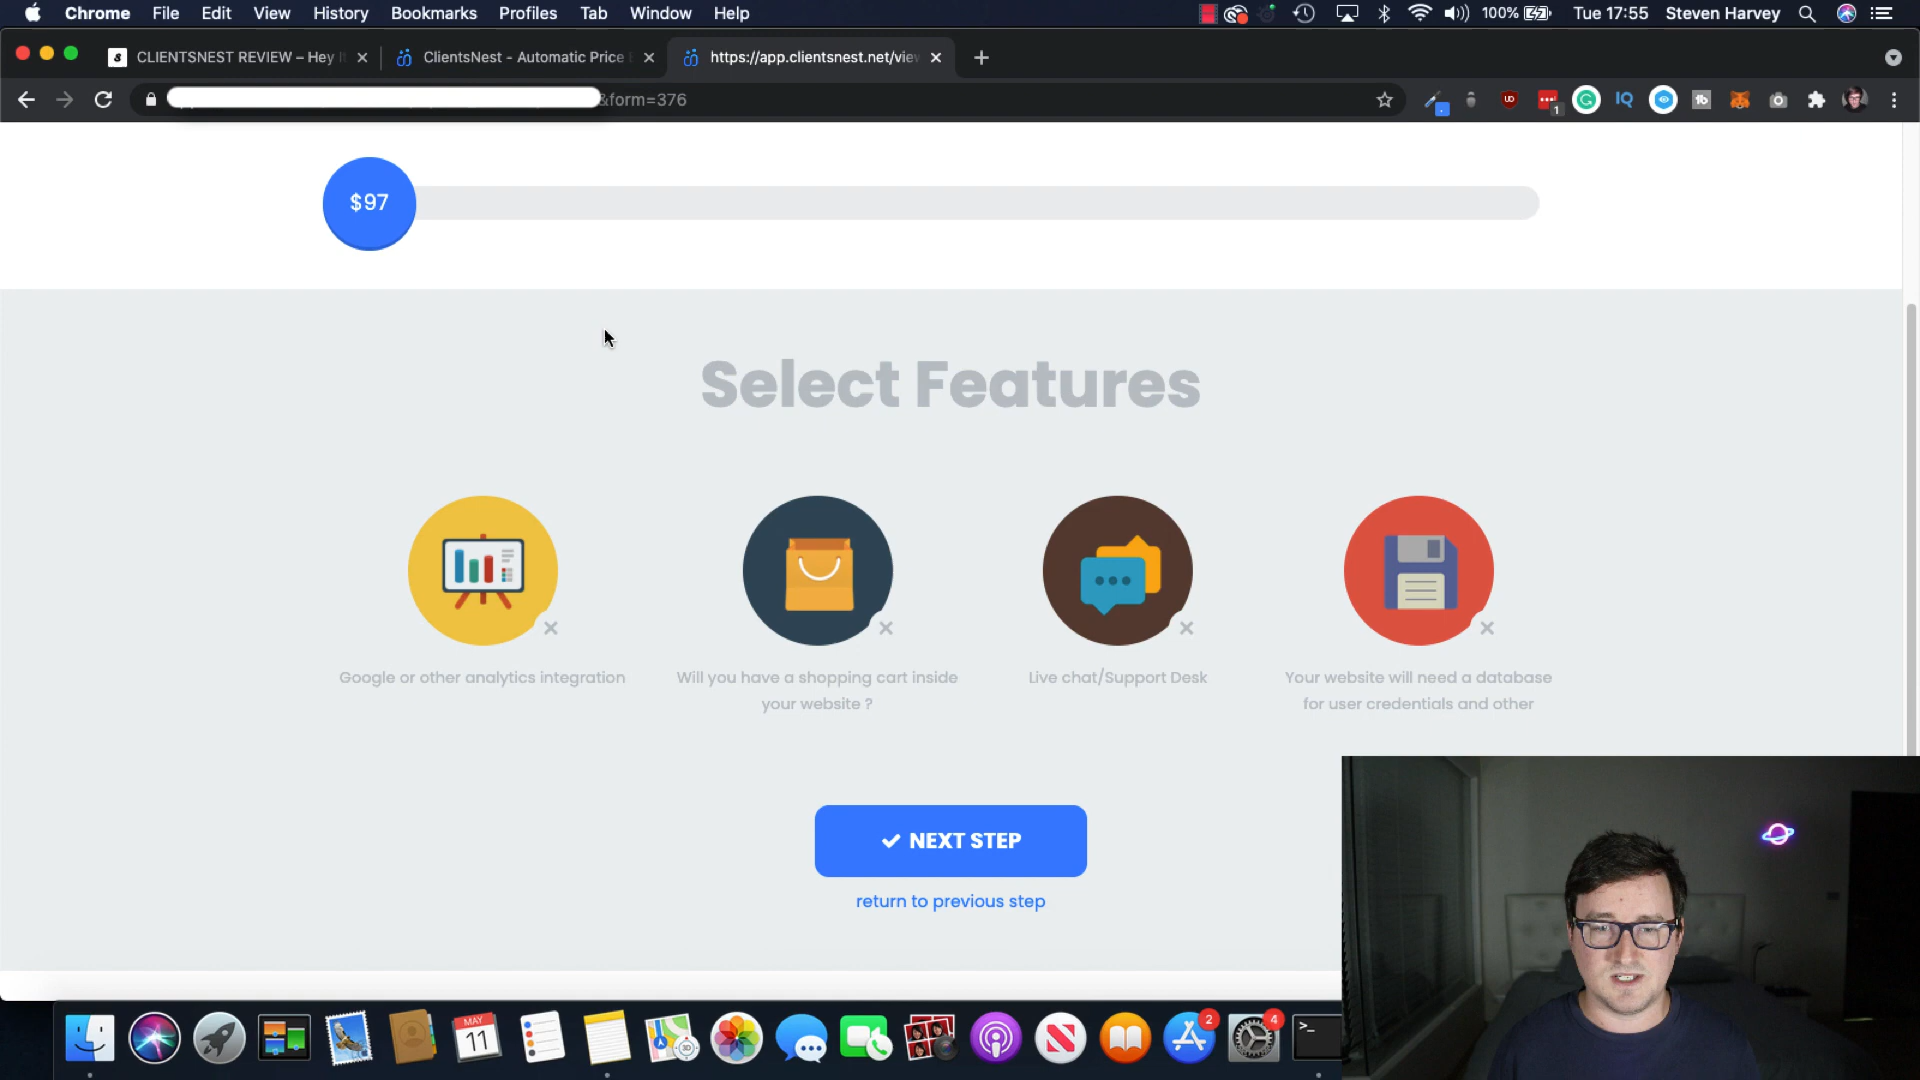 Chrome File Edit View History Bookmarks Profiles Tab Window Help 100% Tue 17:55 Steven Harvey
CLIENTSNEST REVIEW – Hey
ClientsNest - Automatic Price
https://app.clientsnest.net/view
&form=376
1
$97
Select Features
Google or other analytics integration
Will you have a shopping cart inside
your website ?
Live chat/Support Desk
Your website will need a database
for user credentials and other
NEXT STEP
return to previous step
MAY
11
2
4